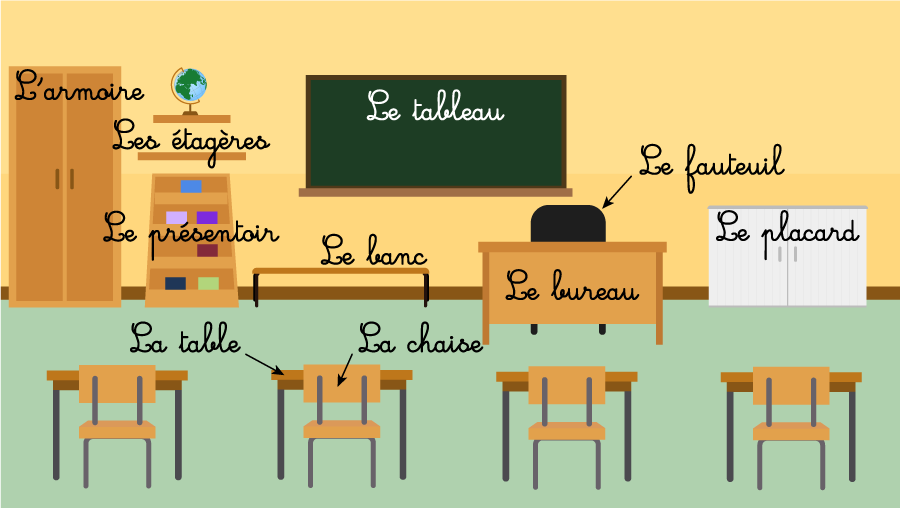 L'armoire
Le tableau
Les étagères
Le fauteuil
Le présentoir
Le placard
Le banc
Le bureau
La table
La chaise